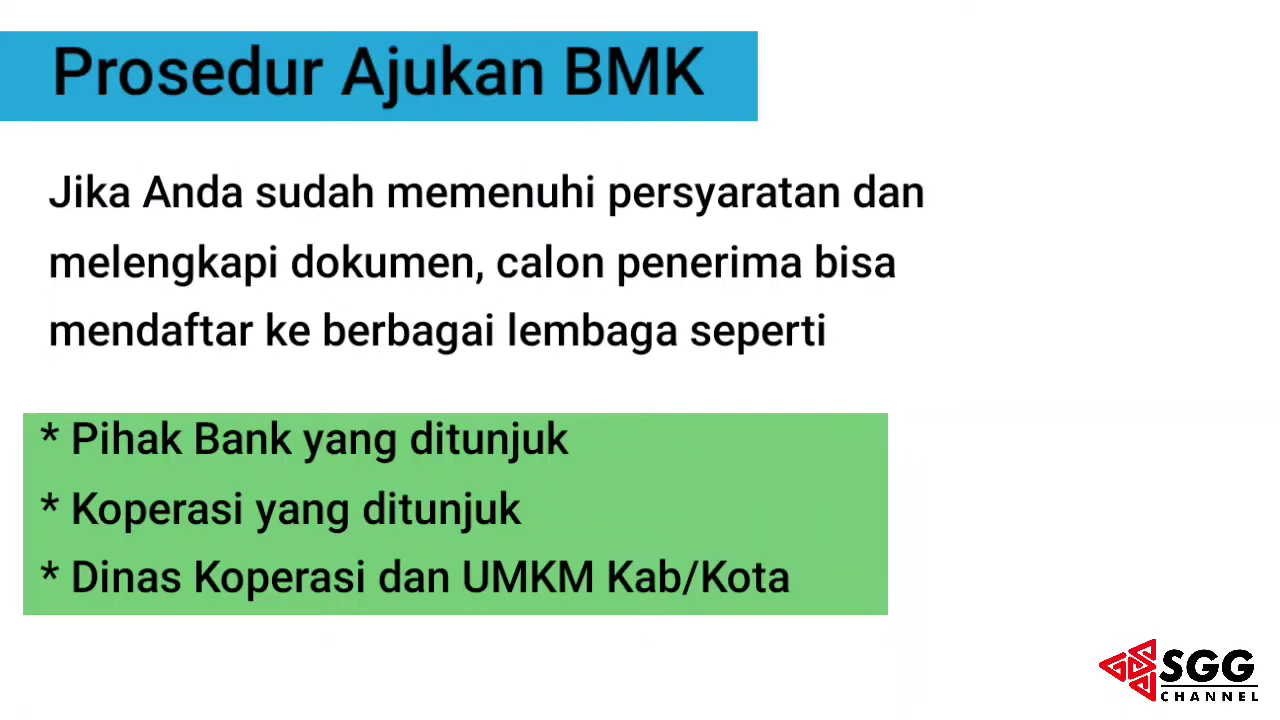 Prosedur Ajukan BMK
Jika Anda sudah memenuhi persyaratan dan
melengkapi dokumen, calon penerima bisa
mendaftar ke berbagai lembaga seperti
* Pihak Bank yang ditunjuk
* Koperasi yang ditunjuk
* Dinas Koperasi dan UMKM Kab/Kota
SGG
CHANNEL